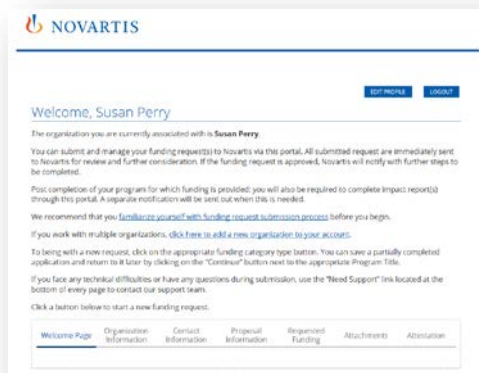 NOVARTIS
EDIT PROFILE LOGOUT
Welcome, Susan Perry
The organization you are currently associated with is Susan Perry.
You can submit and manage your funding request(s) to Novartis via this portal. All submitted request are immediately sent
to Novartis for review and further consideration. If the funding request is approved, Novartis will notify with further steps to
be completed.
Post completion of your program for which funding is provided; you will also be required to complete impact report(s)
through this portal. A separate notification will be sent out when this is needed.
We recommend that you familiarize yourself with funding request submission process before you begin.
If you work with multiple organizations, click here to add a new organization to your account.
To being with a new request, click on the appropriate funding category type button. You can save a partially completed
application and return to it later by clicking on the "Continue" button next to the appropriate Program Title.
If you face any technical difficulties or have any questions during submission, use the "Need Support" link located at the
bottom of every page to contact our support team.
Click a button below to start a new funding request.
Welcome Page Organization Information Contact Information Proposal Information Requested Funding Attachments Attestation